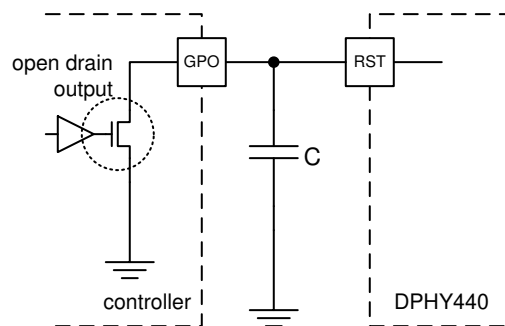 open drain
output
GPO
RST
C
controller
DPHY440